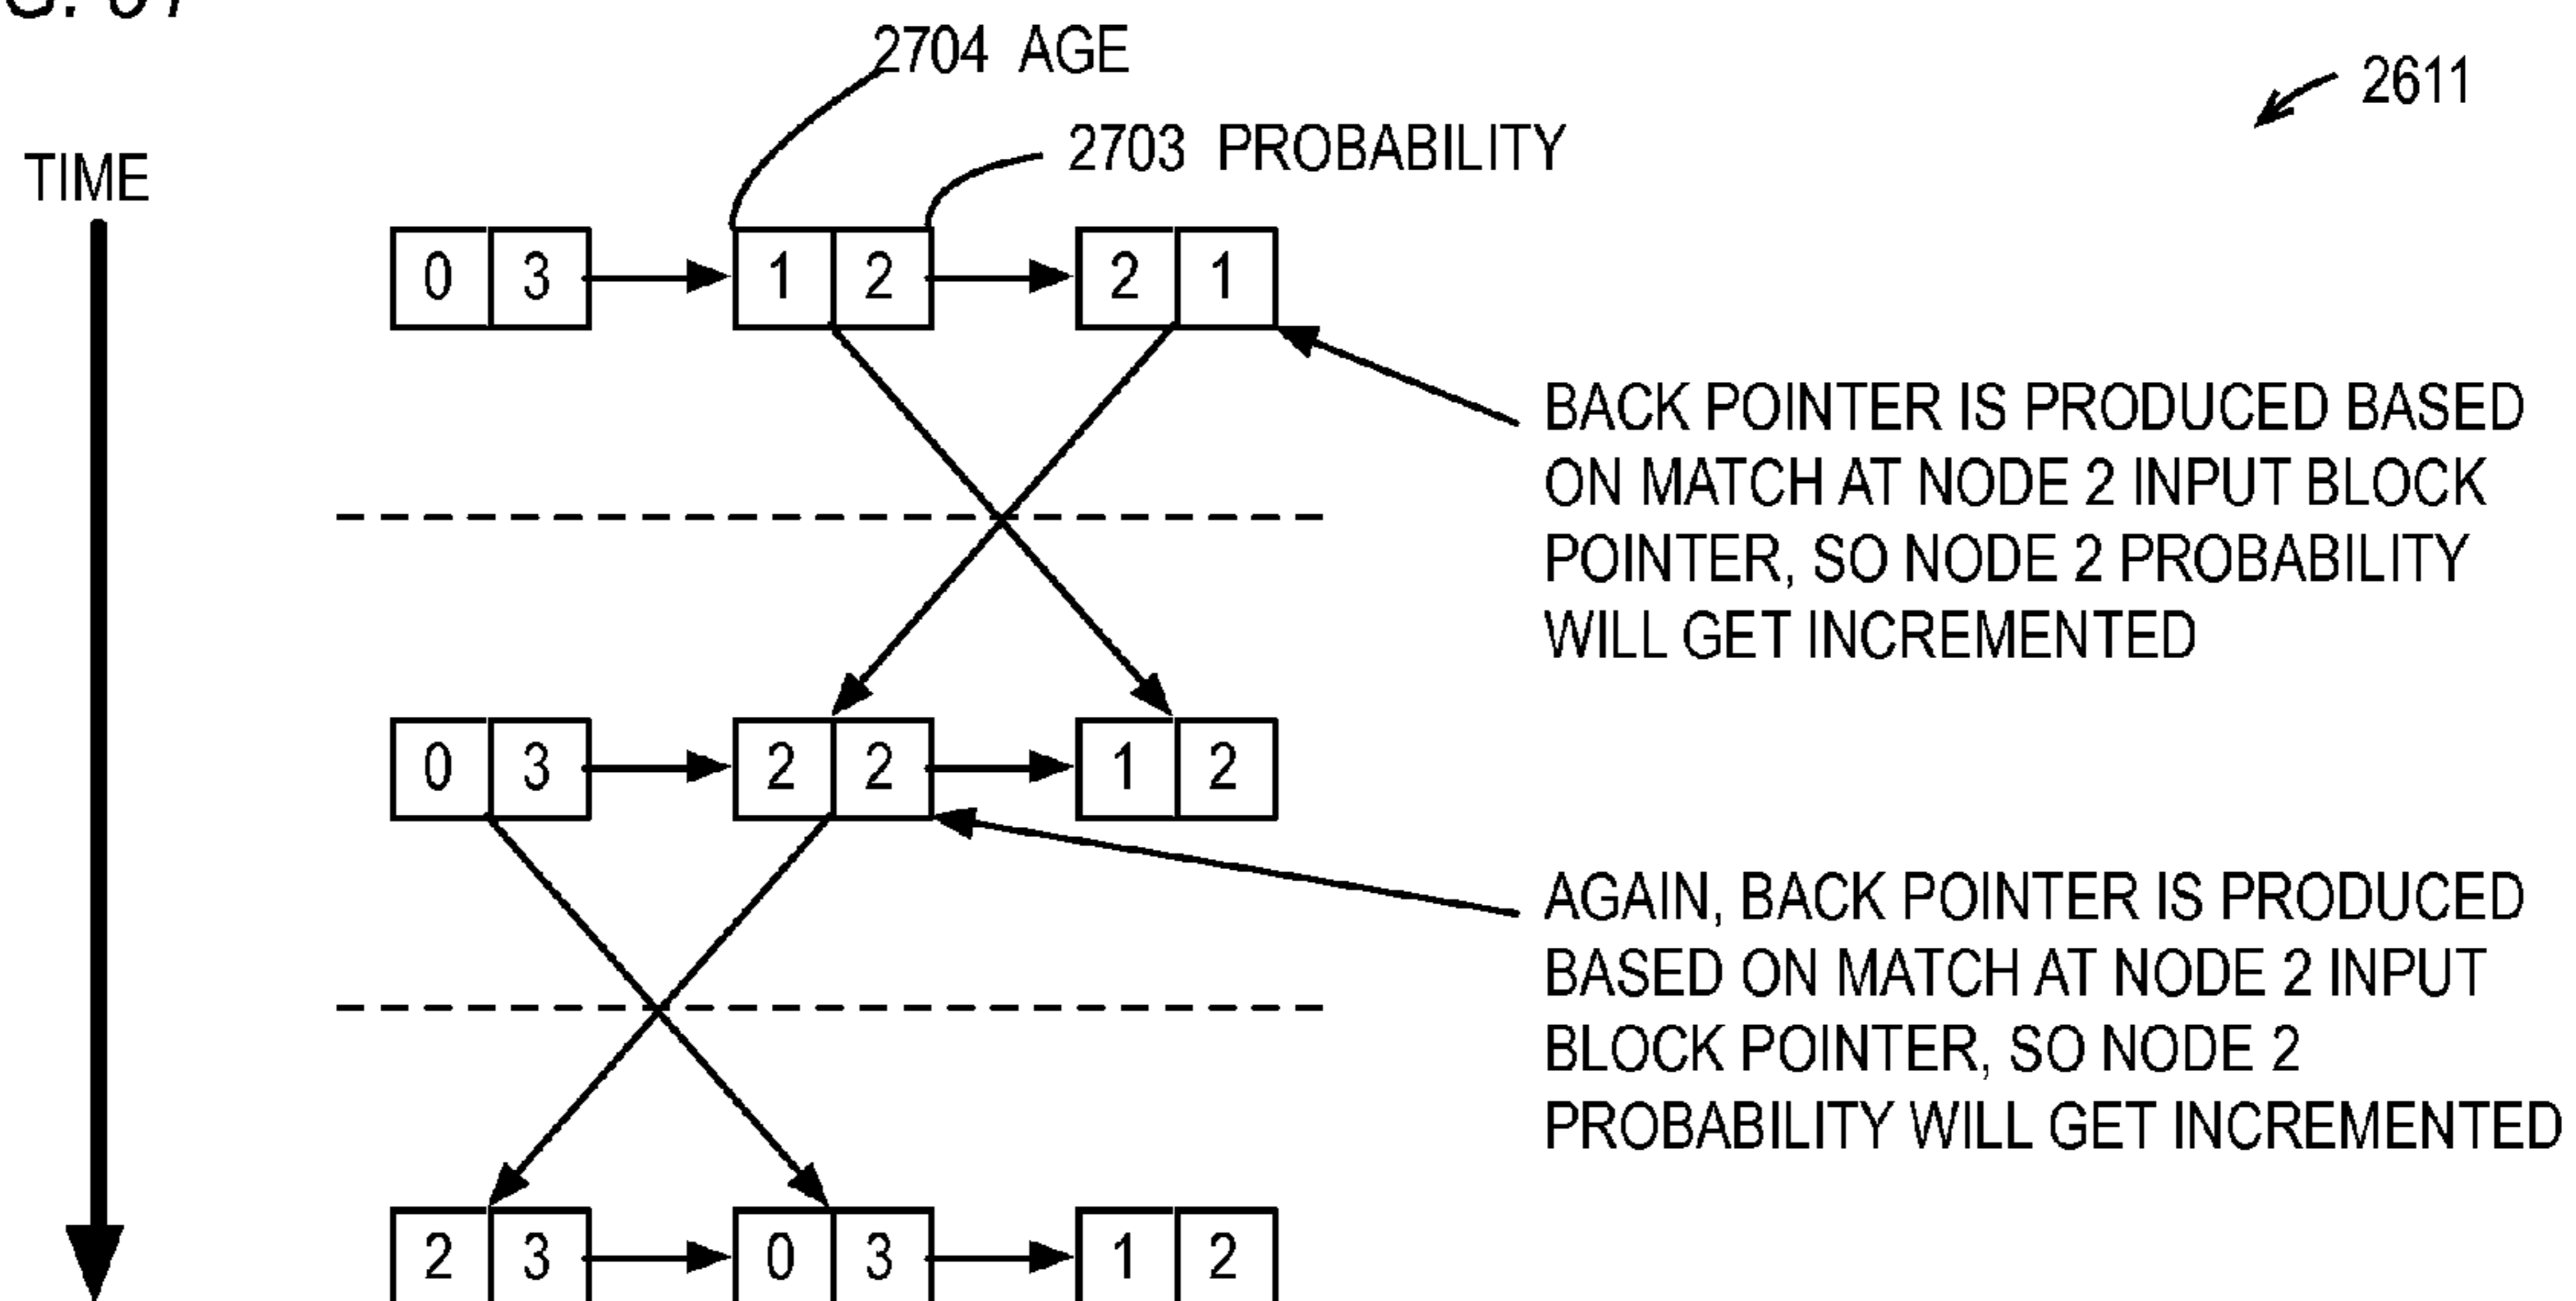 2704 AGE
2611
2703 PROBABILITY
TIME
0 3 1 2 2 1
BACK POINTER IS PRODUCED BASED
ON MATCH AT NODE 2 INPUT BLOCK
POINTER, SO NODE 2 PROBABILITY
WILL GET INCREMENTED
0 3 2 2 1 2
AGAIN, BACK POINTER IS PRODUCED
BASED ON MATCH AT NODE 2 INPUT
BLOCK POINTER, SO NODE 2
PROBABILITY WILL GET INCREMENTED
2 3 0 3 1 2